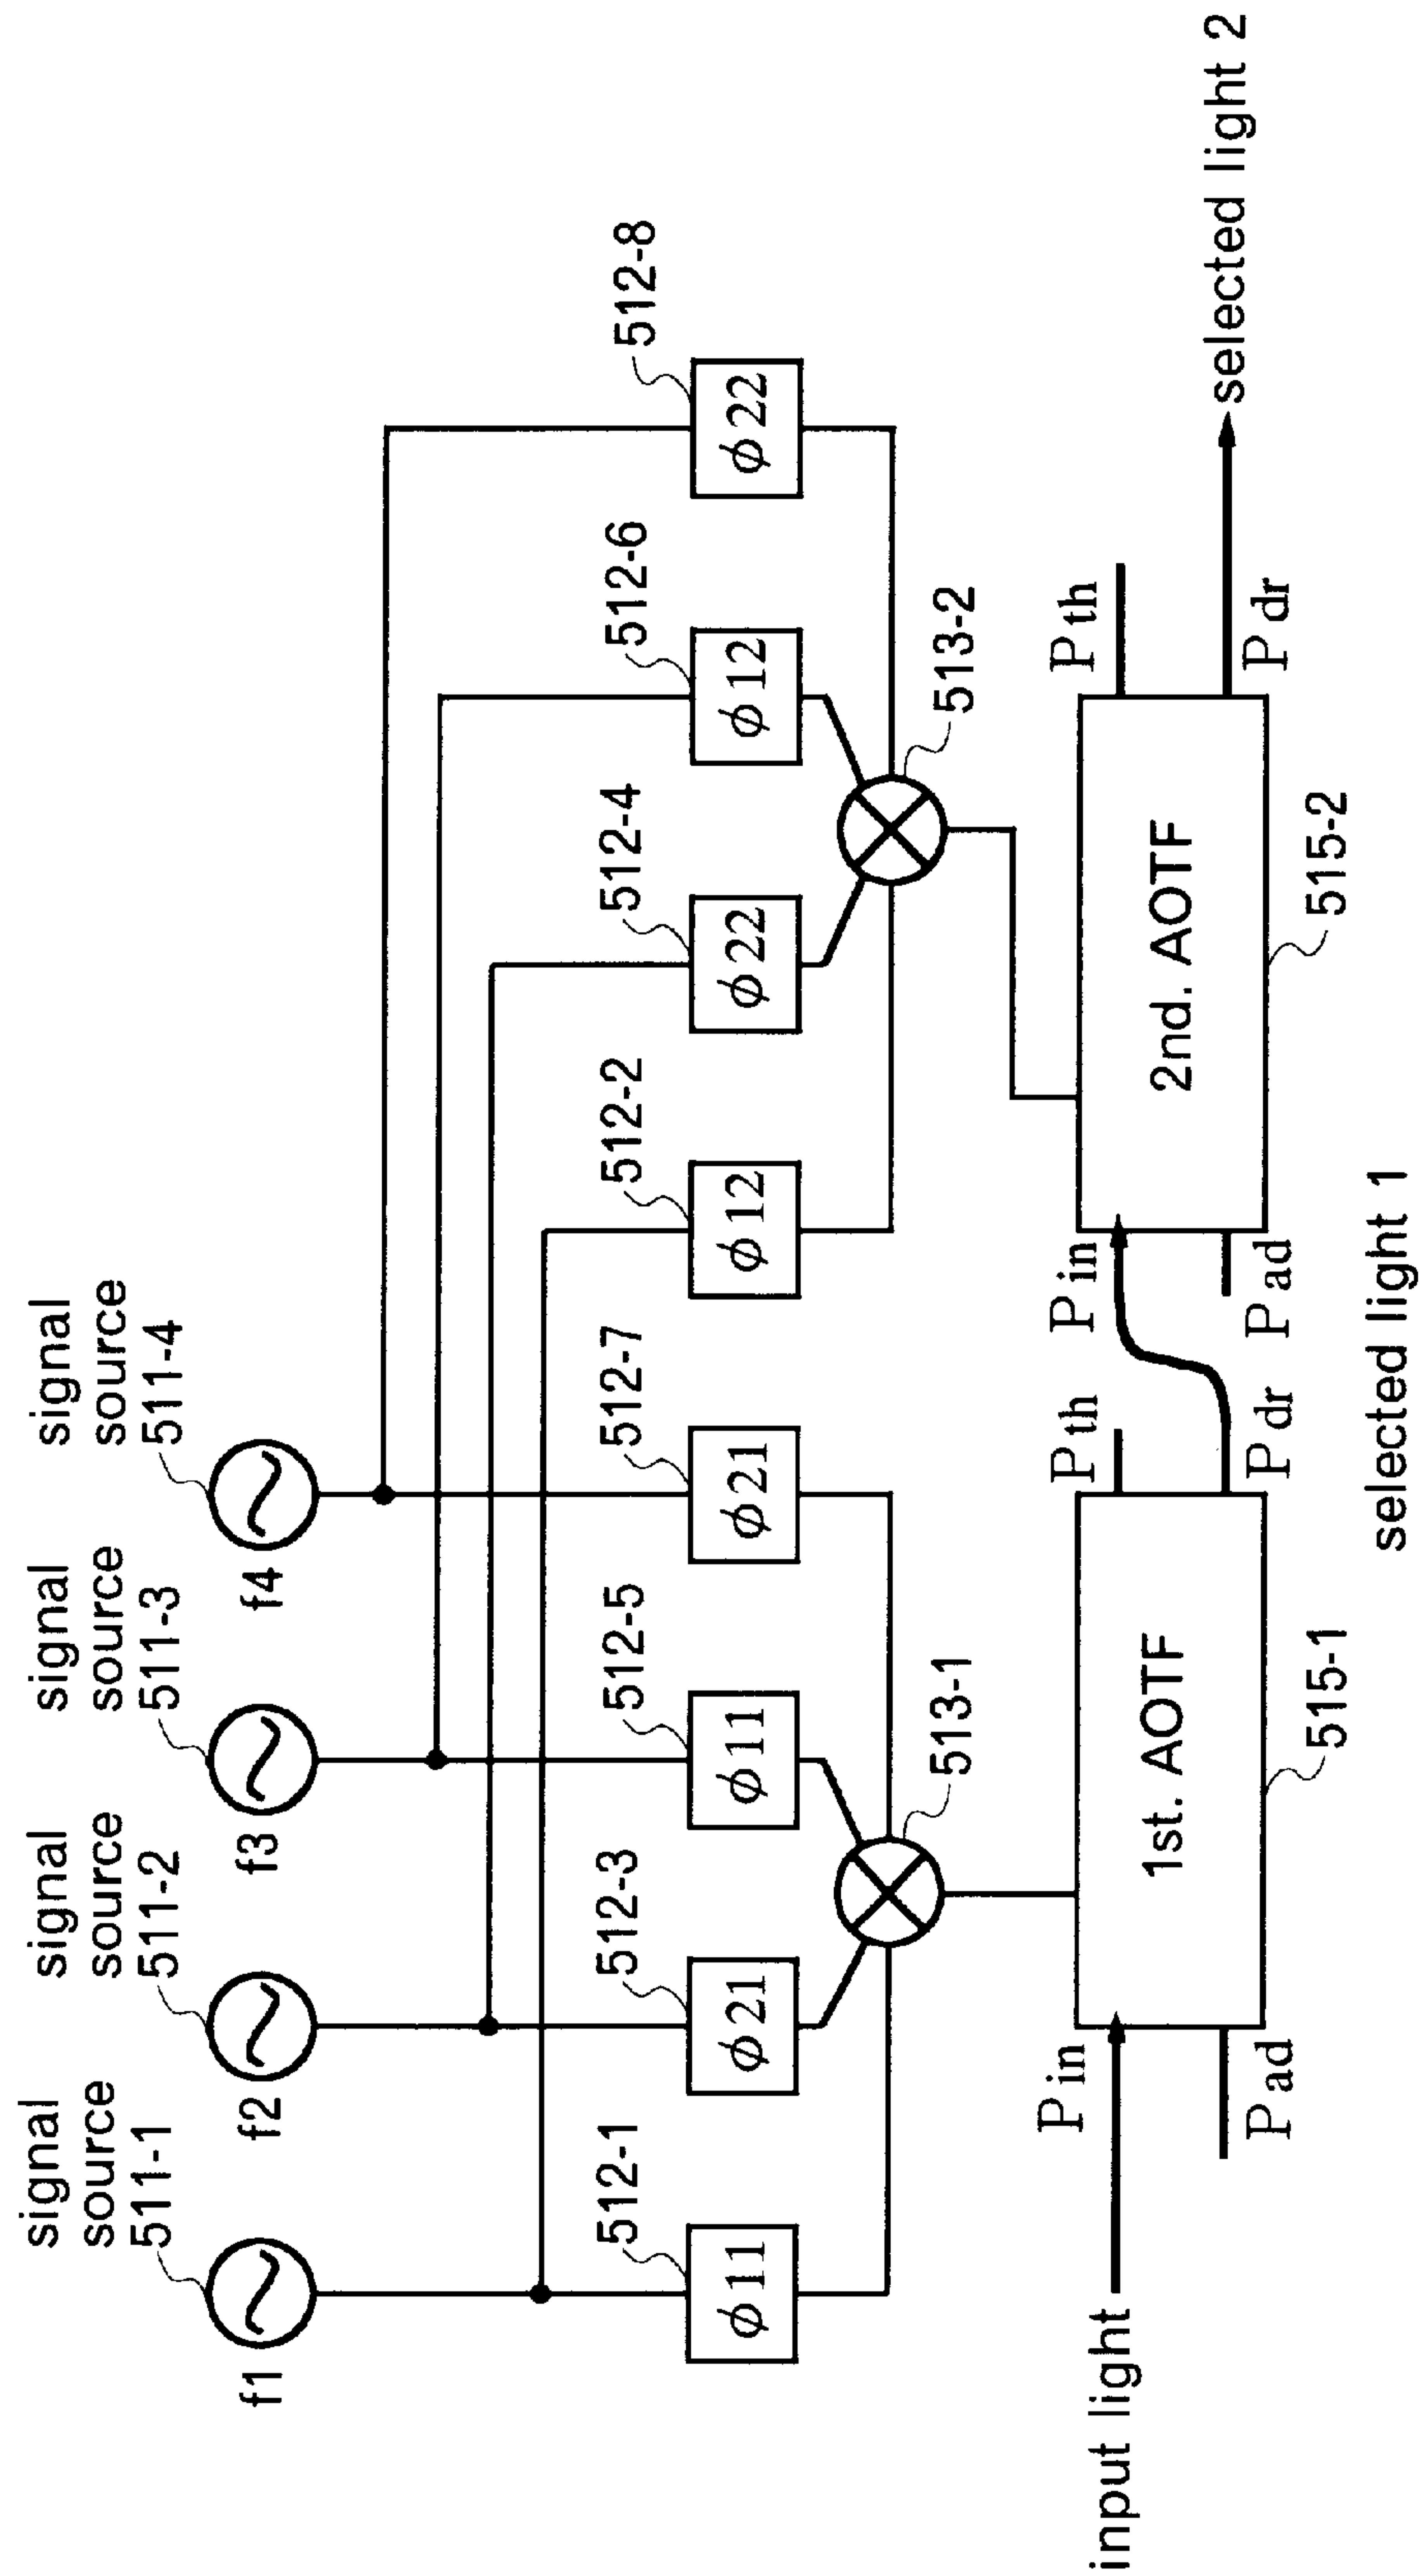 signal
source
511-1
signal
source
511-2
signal
source
511-3
signal
source
511-4
f1
f2
f3
f4
512-1
512-3
512-5
512-7
512-2
512-4
512-6
512-8
ϕ11
ϕ21
ϕ11
ϕ21
ϕ12
ϕ22
ϕ12
ϕ22
513-1
513-2
input light
Pin
Pad
1st. AOTF
515-1
Pth
Pdr
selected light 1
Pin
Pad
2nd. AOTF
515-2
Pth
Pdr
selected light 2